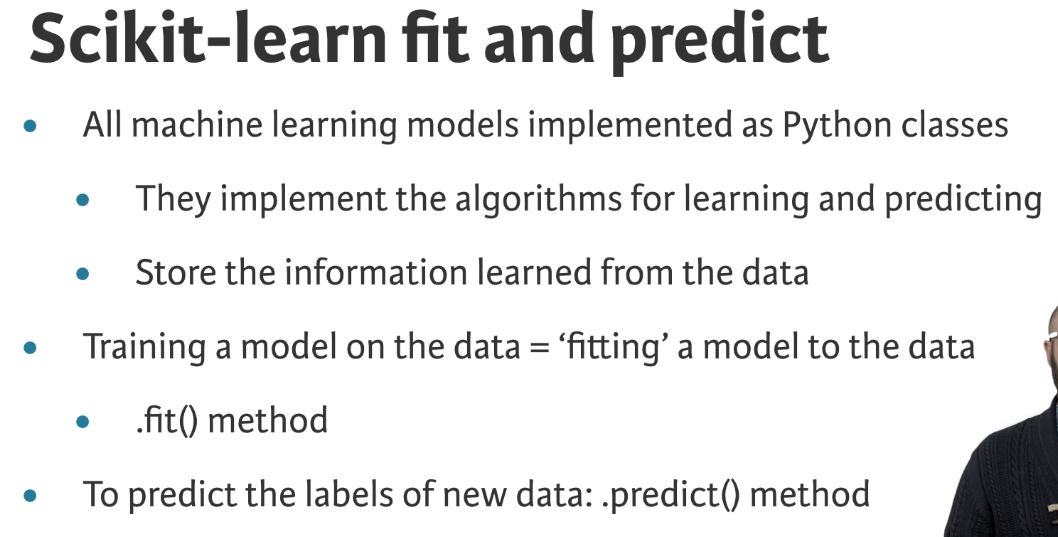 Scikit-learn fit and predict
• All machine learning models implemented as Python classes
• They implement the algorithms for learning and predicting
• Store the information learned from the data
• Training a model on the data = ‘fitting’ a model to the data
• .fit() method
• To predict the labels of new data: .predict() method